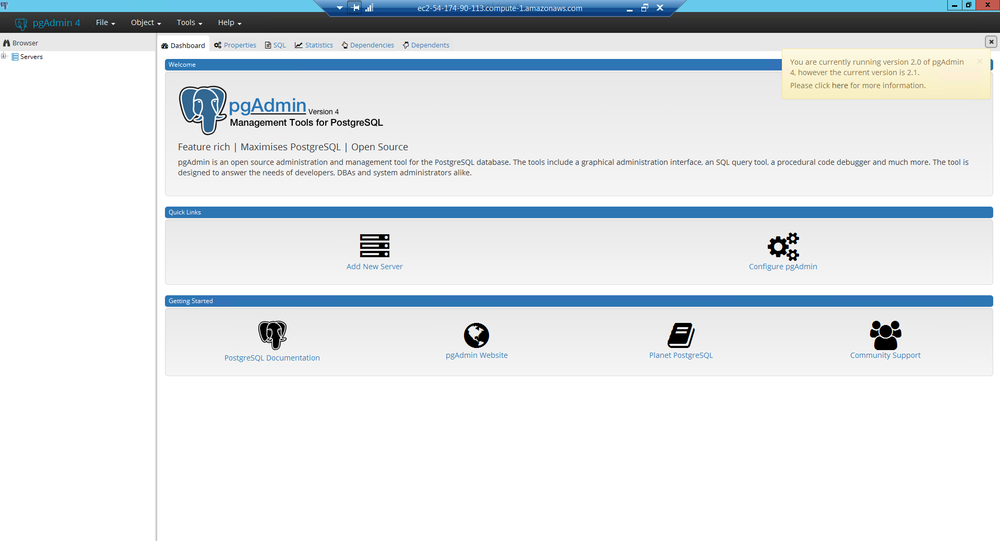 ec2-54-174-90-113.compute-1.amazonaws.com
pgAdmin 4
File
Object
Tools
Help
Browser
Servers
Dashboard
Properties
SQL
Statistics
Dependencies
Dependents
You are currently running version 2.0 of pgAdmin
4, however the current version is 2.1.
Please click here for more information.
Welcome
pgAdmin Version 4
Management Tools for PostgreSQL
Feature rich | Maximises PostgreSQL | Open Source
pgAdmin is an open source administration and management tool for the PostgreSQL database. The tools include a graphical administration interface, an SQL query tool, a procedural code debugger and much more. The tool is
designed to answer the needs of developers, DBAs and system administrators alike.
Quick Links
Add New Server
Configure pgAdmin
Getting Started
PostgreSQL Documentation
pgAdmin Website
Planet PostgreSQL
Community Support